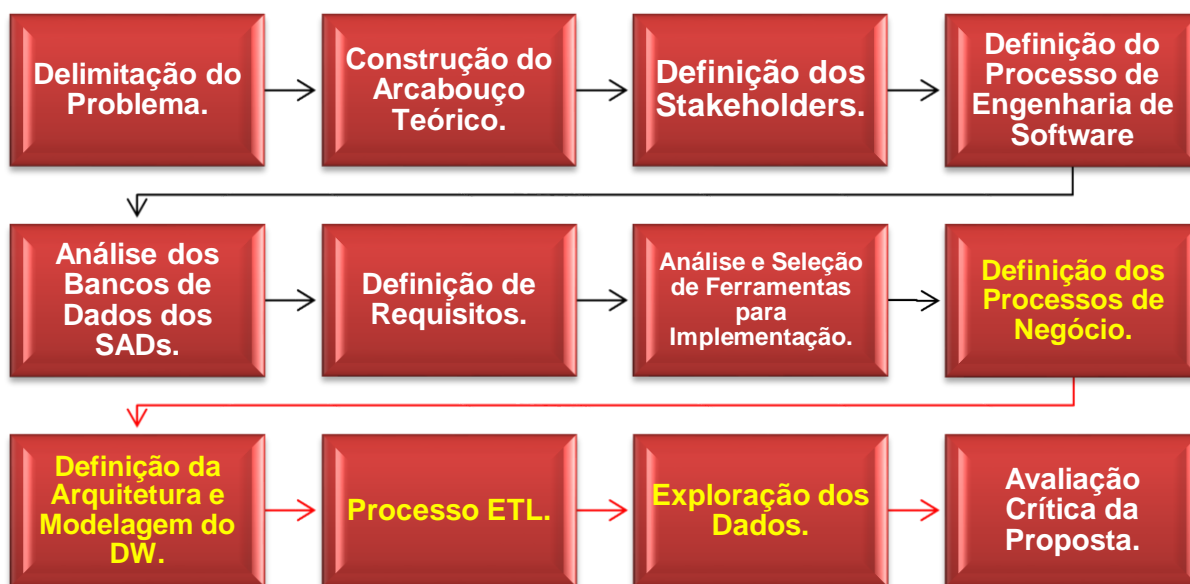 Delimitação do
Problema.
Construção do
Arcabouço
Teórico.
Definição dos
Stakeholders.
Definição do
Processo de
Engenharia de
Software
Análise dos
Bancos de
Dados dos
SADs.
Definição de
Requisitos.
Análise e Seleção
de Ferramentas
para
Implementação.
Definição dos
Processos de
Negócio.
Definição da
Arquitetura e
Modelagem do
DW.
Processo ETL.
Exploração dos
Dados.
Avaliação
Crítica da
Proposta.